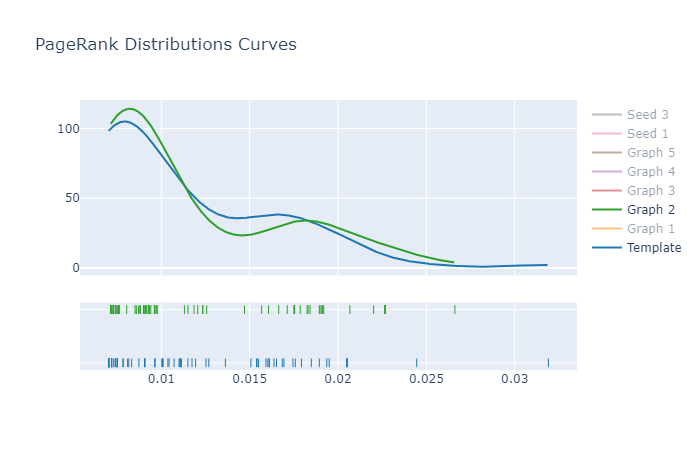 PageRank Distributions Curves
100
50
0
0.01
0.015
0.02
0.025
0.03
Seed 3
Seed 1
Graph 5
Graph 4
Graph 3
Graph 2
Graph 1
Template